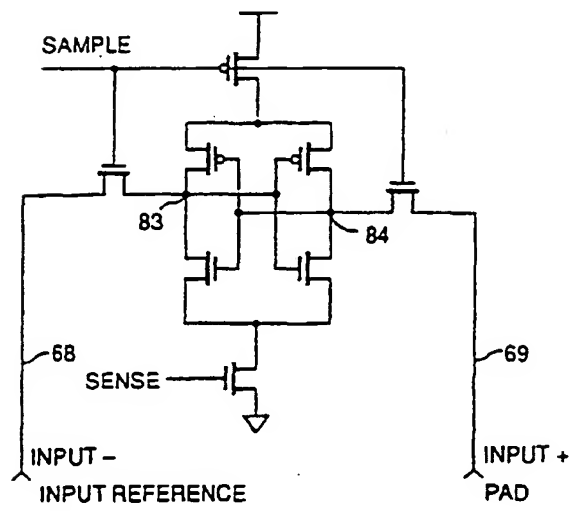 SAMPLE
83
84
68
69
SENSE
INPUT –
INPUT REFERENCE
INPUT +
PAD